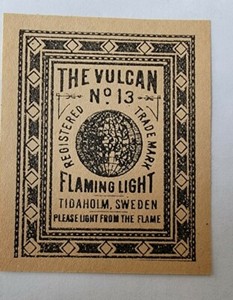 THE VULCAN
No 13
REGISTERED TRADE MARK
FLAMING LIGHT
TIDAHOLM, SWEDEN
PLEASE LIGHT FROM THE FLAME